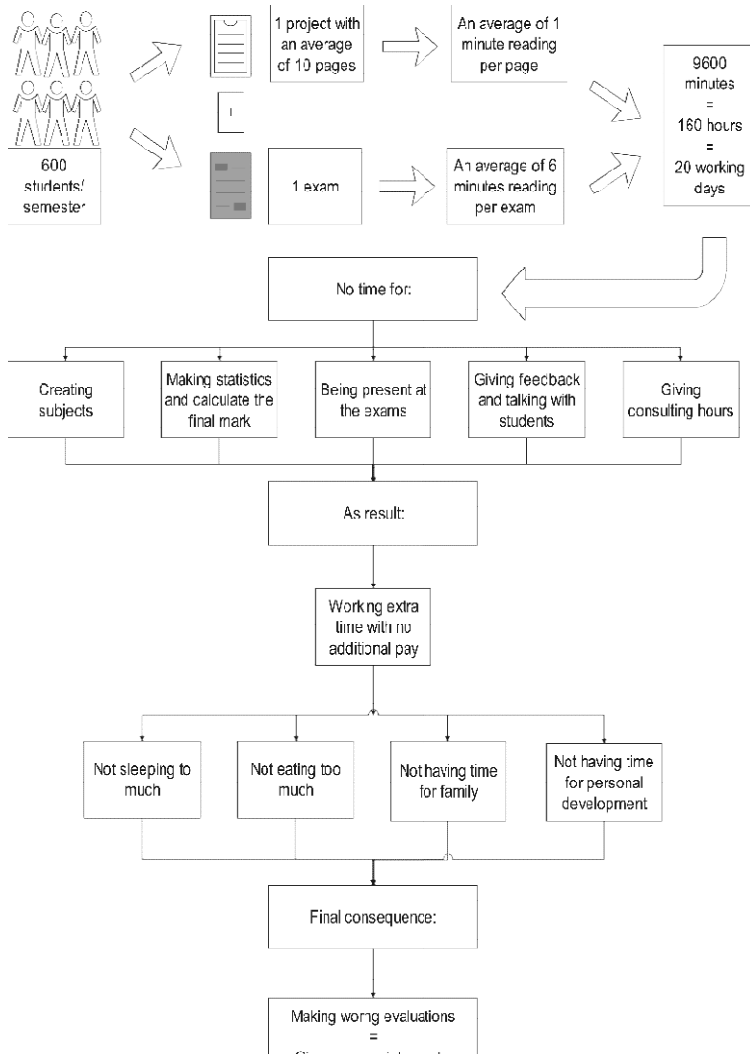 1 project with
an average
of 10 pages
An average of 1
minute reading
per page
9600
minutes
=
160 hours
=
20 working
days
600
students/
semester
1 exam
An average of 6
minutes reading
per exam
No time for:
Creating
subjects
Making statistics
and calculate the
final mark
Being present at
the exams
Giving feedback
and talking with
students
Giving
consulting hours
As result:
Working extra
time with no
additional pay
Not sleeping to
much
Not eating too
much
Not having time
for family
Not having time
for personal
development
Final consequence:
Making worng evaluations
=